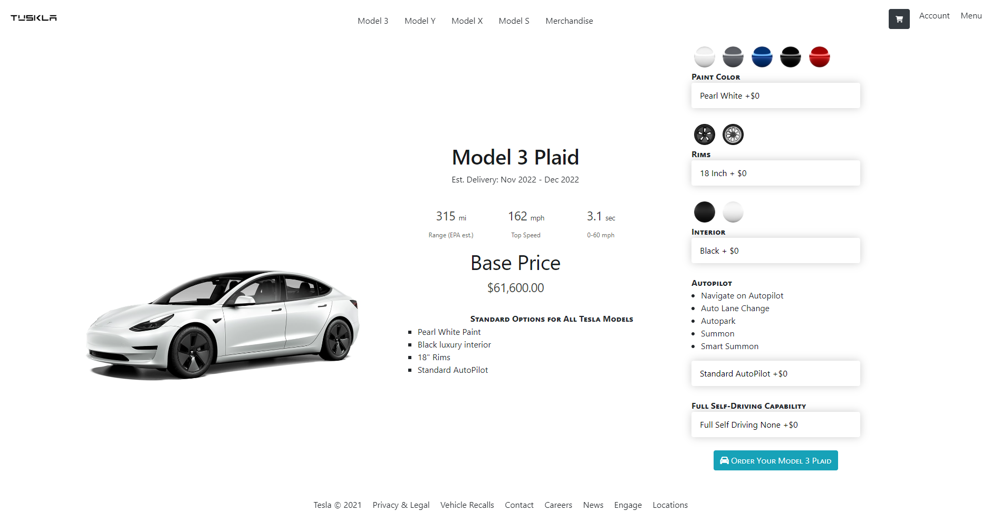 TUSKLA
Model 3 Model Y Model X Model S Merchandise
Account Menu
Model 3 Plaid
Est. Delivery: Nov 2022 - Dec 2022
315 mi 162 mph 3.1 sec
Range (EPA est.) Top Speed 0-60 mph
Base Price
$61,600.00
Standard Options for All Tesla Models
Pearl White Paint
Black luxury interior
18" Rims
Standard AutoPilot
Paint Color
Pearl White +$0
Rims
18 Inch + $0
Interior
Black + $0
Autopilot
Navigate on Autopilot
Auto Lane Change
Autopark
Summon
Smart Summon
Standard AutoPilot +$0
Full Self-Driving Capability
Full Self Driving None +$0
Order Your Model 3 Plaid
Tesla © 2021 Privacy & Legal Vehicle Recalls Contact Careers News Engage Locations